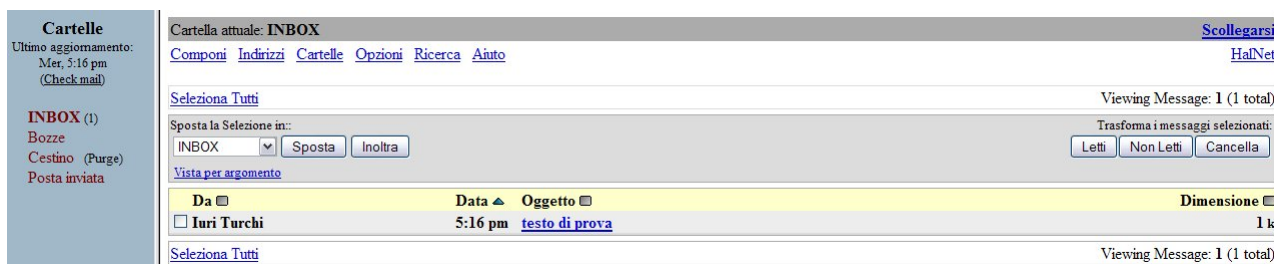 Cartelle
Ultimo aggiornamento:
Mer, 5:16 pm
(Check mail)
INBOX (1)
Bozze
Cestino (Purge)
Posta inviata
Cartella attuale: INBOX Scollegarsi
Componi Indirizzi Cartelle Opzioni Ricerca Aiuto HalNet
Seleziona Tutti Viewing Message: 1 (1 total)
Sposta la Selezione in:: Trasforma i messaggi selezionati:
INBOX Sposta Inoltra Letti Non Letti Cancella
Vista per argomento
Da Data Oggetto Dimensione
Iuri Turchi 5:16 pm testo di prova 1 k
Seleziona Tutti Viewing Message: 1 (1 total)